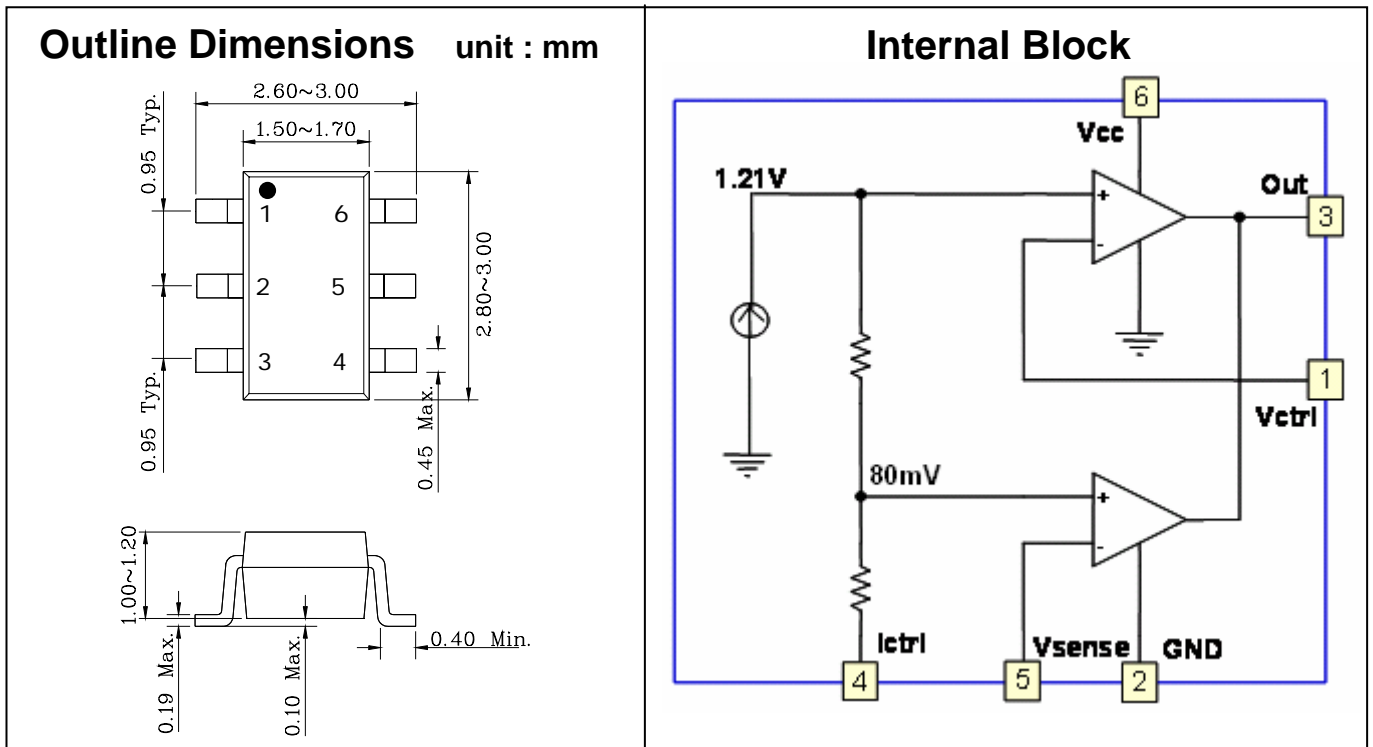 Outline Dimensions unit : mm
2.60~3.00
1.50~1.70
0.95 Typ.
0.95 Typ.
1 6
2 5
3 4
2.80~3.00
0.45 Max.
1.00~1.20
0.19 Max.
0.10 Max.
0.40 Min.
Internal Block
6
Vcc
1.21V
+
-
Out
3
1
Vctrl
80mV
+
-
Ictrl
Vsense
GND
4
5
2